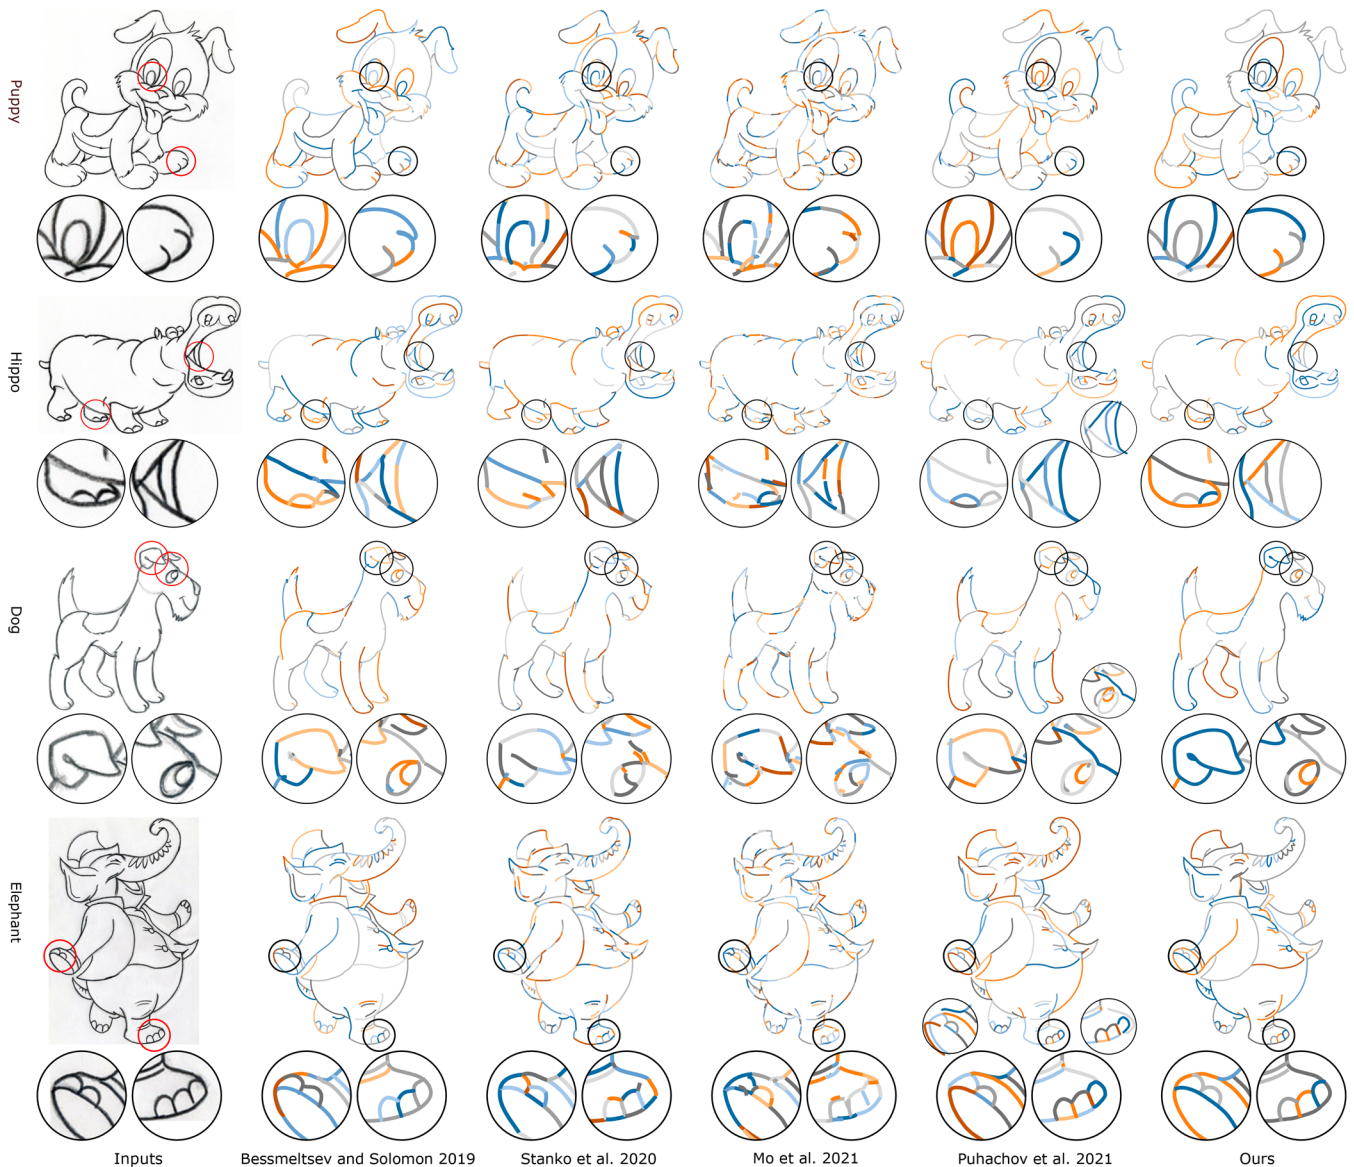 Puppy
Hippo
Dog
Elephant
Inputs
Bessmeltsev and Solomon 2019
Stanko et al. 2020
Mo et al. 2021
Puhachov et al. 2021
Ours